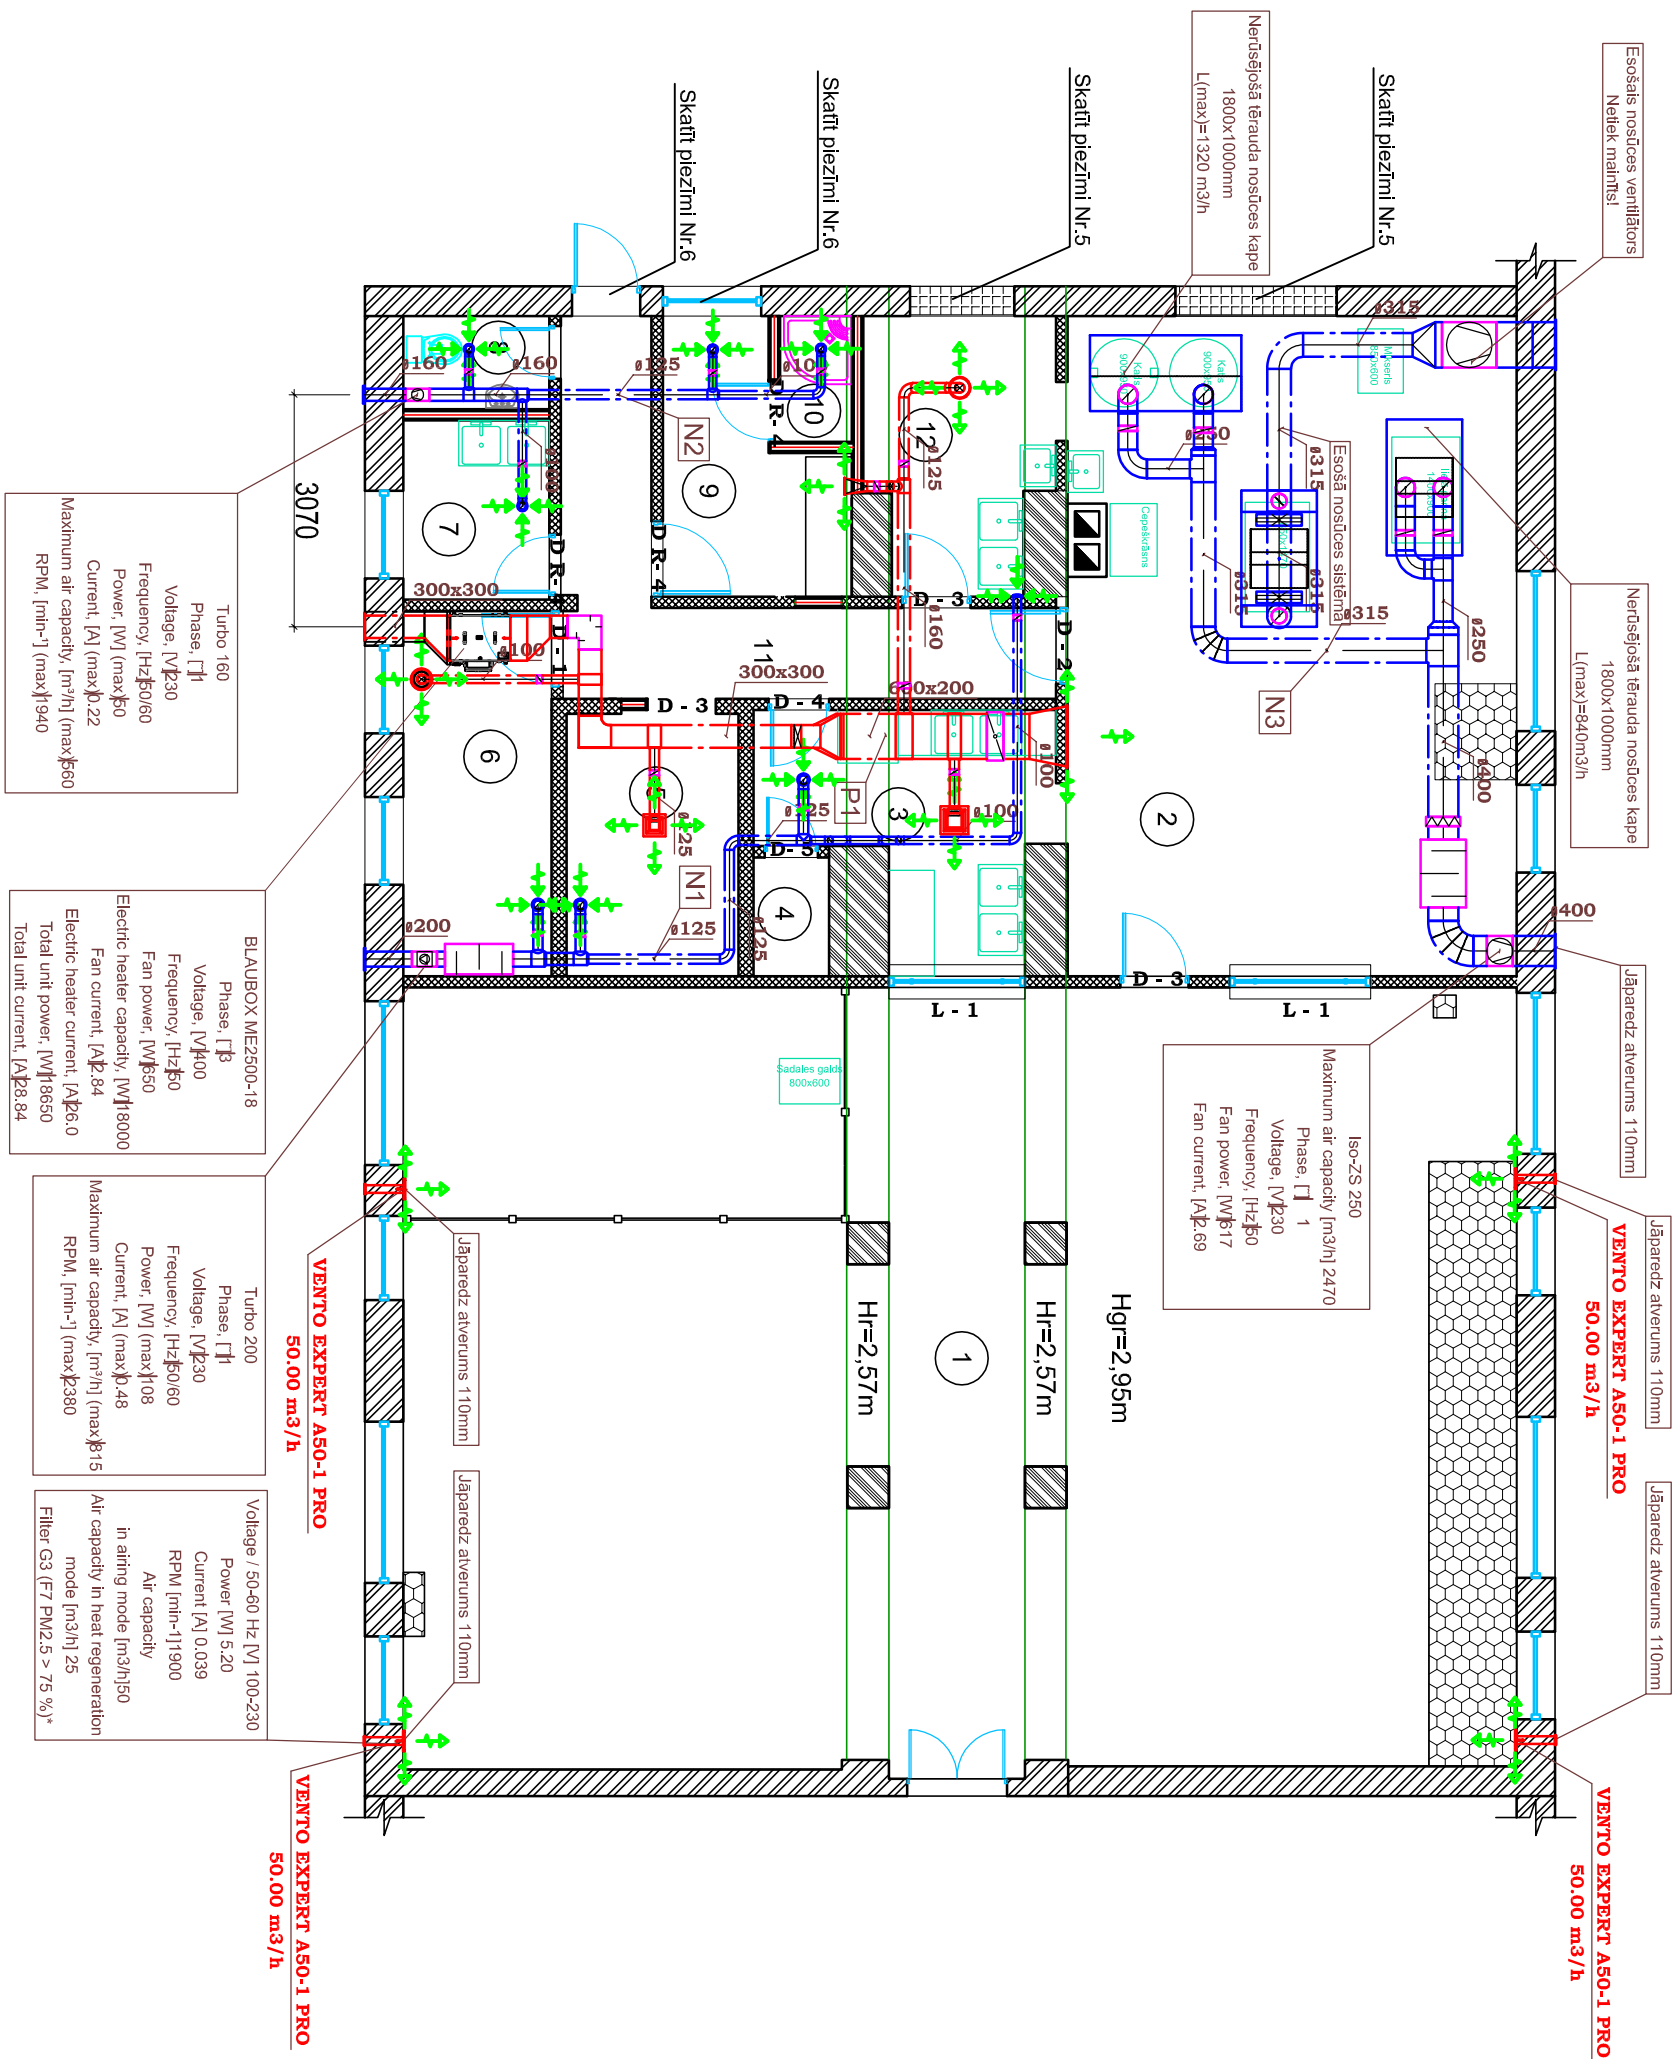 Esošais nosūces ventilātors
Netiek mainīts!
Skatīt piezīmi Nr.5
Nerūsējošā tērauda nosūces kape
1800x1000mm
L(max)=1320 m3/h
Skatīt piezīmi Nr.5
Skatīt piezīmi Nr.6
Skatīt piezīmi Nr.6
Nerūsējošā tērauda nosūces kape
1800x1000mm
L(max)=840m3/h
Jāparedz atverums 110mm
Jāparedz atverums 110mm
Jāparedz atverums 110mm
VENTO EXPERT A50-1 PRO
50.00 m3/h
VENTO EXPERT A50-1 PRO
50.00 m3/h
Iso-ZS 250
Maximum air capacity [m3/h] 2470
Phase, [~] 1
Voltage, [V] 230
Frequency, [Hz] 50
Fan power, [W] 617
Fan current, [A] 2.69
Esošā nosūces sistēma
N3
ø315
ø315
ø315
ø315
ø315
ø250
ø250
ø400
ø400
Mikseris
850x600
Katls
Katls
Cepeškrāsns
2
D - 3
L - 1
L - 1
D - 2
D - 3
12
ø125
ø160
10
D R- 4
9
N2
ø125
ø160
ø160
8
7
D R- 4
D R- 4
300x300
3070
D - 1
ø100
11
300x300
600x200
D - 3
D - 4
P1
3
ø100
ø100
ø125
D- 5
4
5
ø125
N1
ø125
ø125
6
ø200
Sadales galds
800x600
Hgr=2,95m
Hr=2,57m
Hr=2,57m
1
Turbo 160
Phase, [~] 1
Voltage, [V] 230
Frequency, [Hz] 50/60
Power, [W] (max) 50
Current, [A] (max) 0.22
Maximum air capacity, [m³/h] (max) 560
RPM, [min-¹] (max) 1940
BLAUBOX ME2500-18
Phase, [~] 3
Voltage, [V] 400
Frequency, [Hz] 50
Fan power, [W] 650
Electric heater capacity, [W] 18000
Fan current, [A] 2.84
Electric heater current, [A] 26.0
Total unit power, [W] 18650
Total unit current, [A] 28.84
Turbo 200
Phase, [~] 1
Voltage, [V] 230
Frequency, [Hz] 50/60
Power, [W] (max) 108
Current, [A] (max) 0.48
Maximum air capacity, [m³/h] (max) 815
RPM, [min-¹] (max) 2380
Voltage / 50-60 Hz [V] 100-230
Power [W] 5.20
Current [A] 0.039
RPM [min-1] 1900
Air capacity
in airing mode [m3/h] 50
Air capacity in heat regeneration
mode [m3/h] 25
Filter G3 (F7 PM2.5 > 75 %)*
Jāparedz atverums 110mm
Jāparedz atverums 110mm
VENTO EXPERT A50-1 PRO
50.00 m3/h
VENTO EXPERT A50-1 PRO
50.00 m3/h